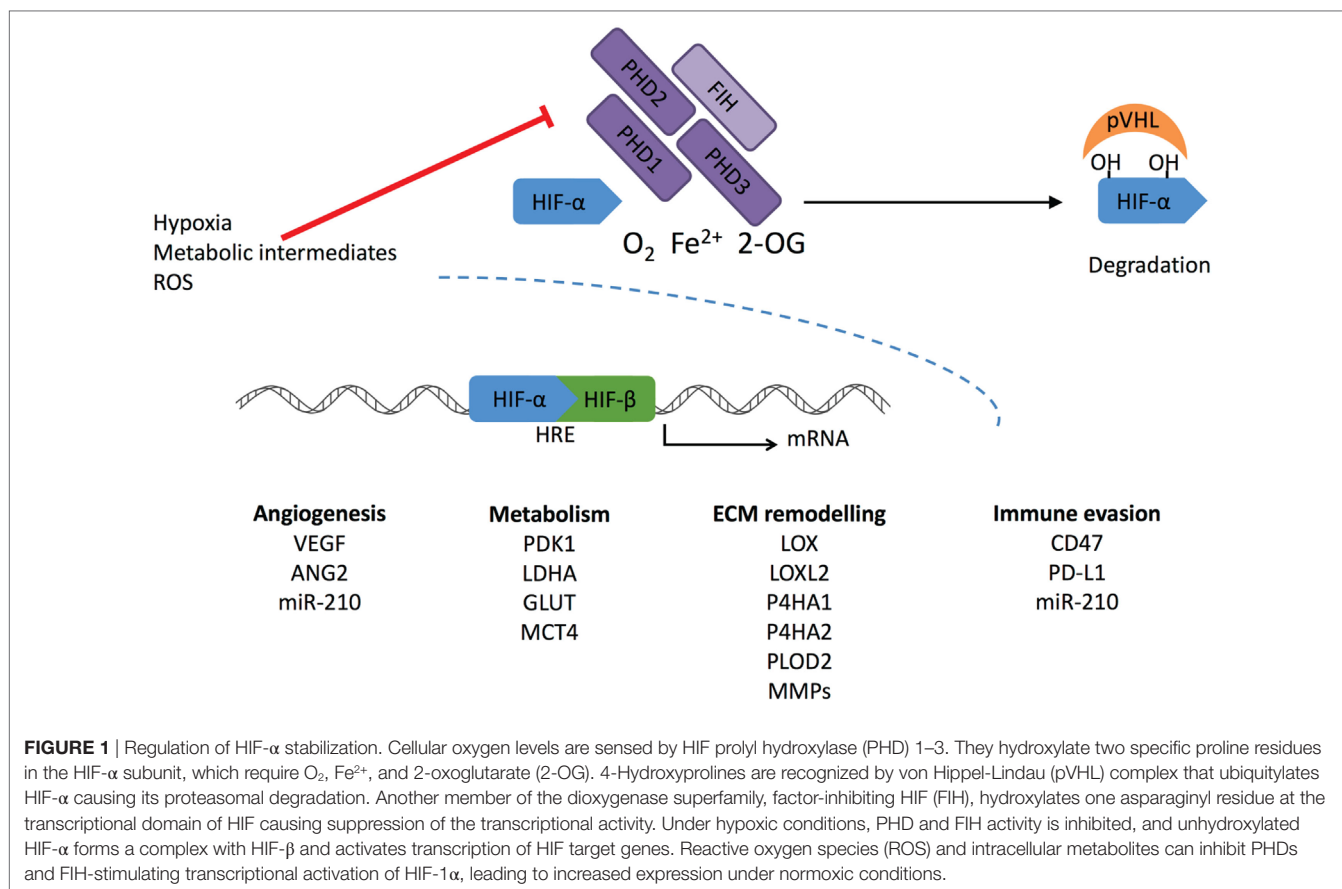 PHD2
FIH
PHD1
PHD3
pVHL
OH OH
HIF-α
HIF-α
O₂ Fe²⁺ 2-OG
Degradation
Hypoxia
Metabolic intermediates
ROS
HIF-α HIF-β
HRE
mRNA
Angiogenesis
VEGF
ANG2
miR-210
Metabolism
PDK1
LDHA
GLUT
MCT4
ECM remodelling
LOX
LOXL2
P4HA1
P4HA2
PLOD2
MMPs
Immune evasion
CD47
PD-L1
miR-210
FIGURE 1 | Regulation of HIF-α stabilization. Cellular oxygen levels are sensed by HIF prolyl hydroxylase (PHD) 1–3. They hydroxylate two specific proline residues
in the HIF-α subunit, which require O₂, Fe²⁺, and 2-oxoglutarate (2-OG). 4-Hydroxyprolines are recognized by von Hippel-Lindau (pVHL) complex that ubiquitylates
HIF-α causing its proteasomal degradation. Another member of the dioxygenase superfamily, factor-inhibiting HIF (FIH), hydroxylates one asparaginyl residue at the
transcriptional domain of HIF causing suppression of the transcriptional activity. Under hypoxic conditions, PHD and FIH activity is inhibited, and unhydroxylated
HIF-α forms a complex with HIF-β and activates transcription of HIF target genes. Reactive oxygen species (ROS) and intracellular metabolites can inhibit PHDs
and FIH-stimulating transcriptional activation of HIF-1α, leading to increased expression under normoxic conditions.